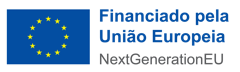 Financiado pela
União Europeia
NextGenerationEU